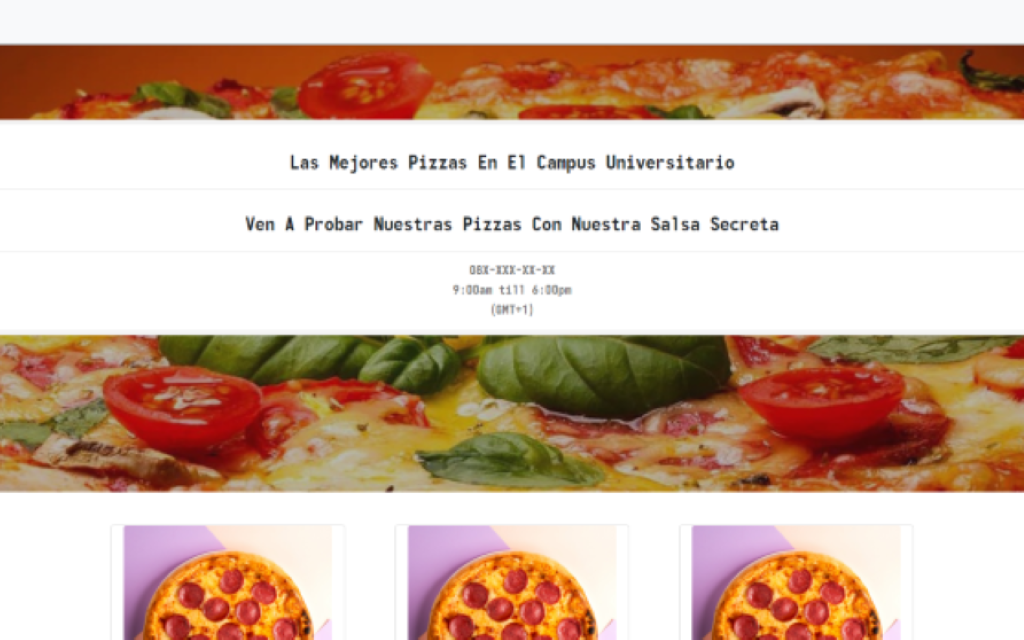 Las Mejores Pizzas En El Campus Universitario
Ven A Probar Nuestras Pizzas Con Nuestra Salsa Secreta
08X-XXX-XX-XX
9:00am till 6:00pm
(GMT+1)